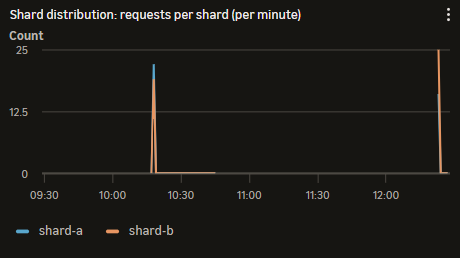 Shard distribution: requests per shard (per minute)
Count
25
12.5
0
09:30 10:00 10:30 11:00 11:30 12:00
shard-a shard-b